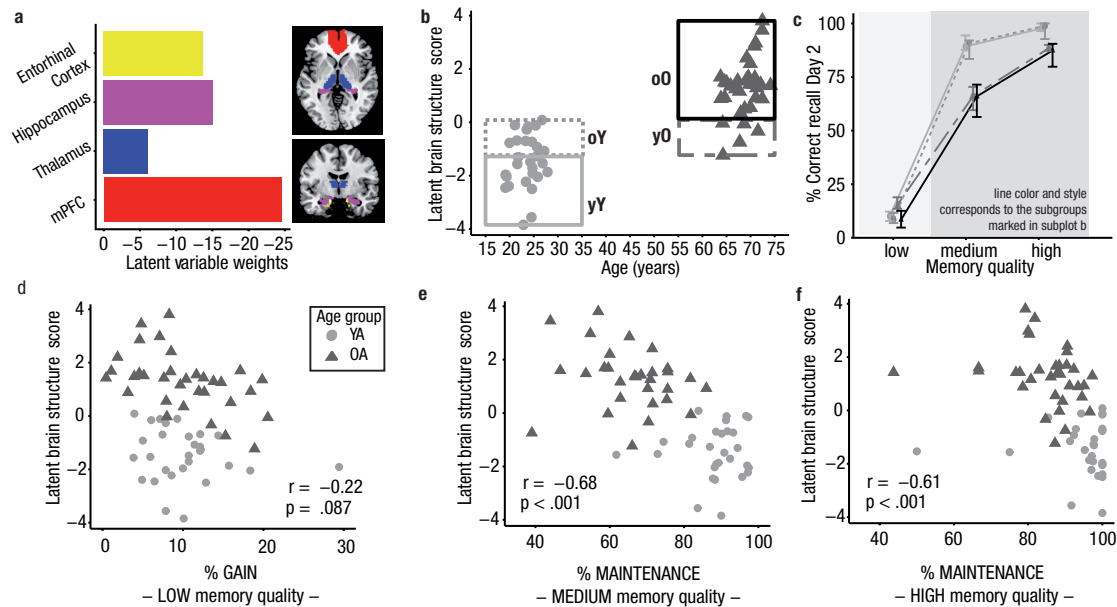 a
Entorhinal
Cortex
Hippocampus
Thalamus
mPFC
0 -5 -10 -15 -20 -25
Latent variable weights
b
Latent brain structure score
4
2
0
−2
−4
oO
yO
oY
yY
15 20 25 30 35 40 45 50 55 60 65 70 75
Age (years)
c
% Correct recall Day 2
100
75
50
25
0
line color and style
corresponds to the subgroups
marked in subplot b
low medium high
Memory quality
d
Latent brain structure score
4
2
0
−2
−4
Age group
YA
OA
r = −0.22
p = .087
0 10 20 30
% GAIN
– LOW memory quality –
e
Latent brain structure score
4
2
0
−2
−4
r = −0.68
p < .001
40 60 80 100
% MAINTENANCE
– MEDIUM memory quality –
f
Latent brain structure score
4
2
0
−2
−4
r = −0.61
p < .001
40 60 80 100
% MAINTENANCE
– HIGH memory quality –